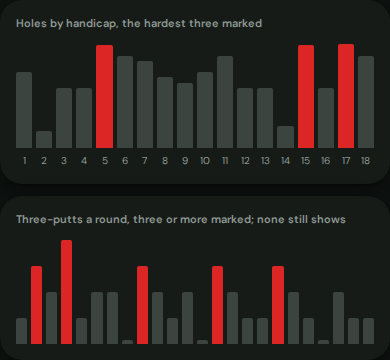 Holes by handicap, the hardest three marked
1 2 3 4 5 6 7 8 9 10 11 12 13 14 15 16 17 18
Three-putts a round, three or more marked; none still shows